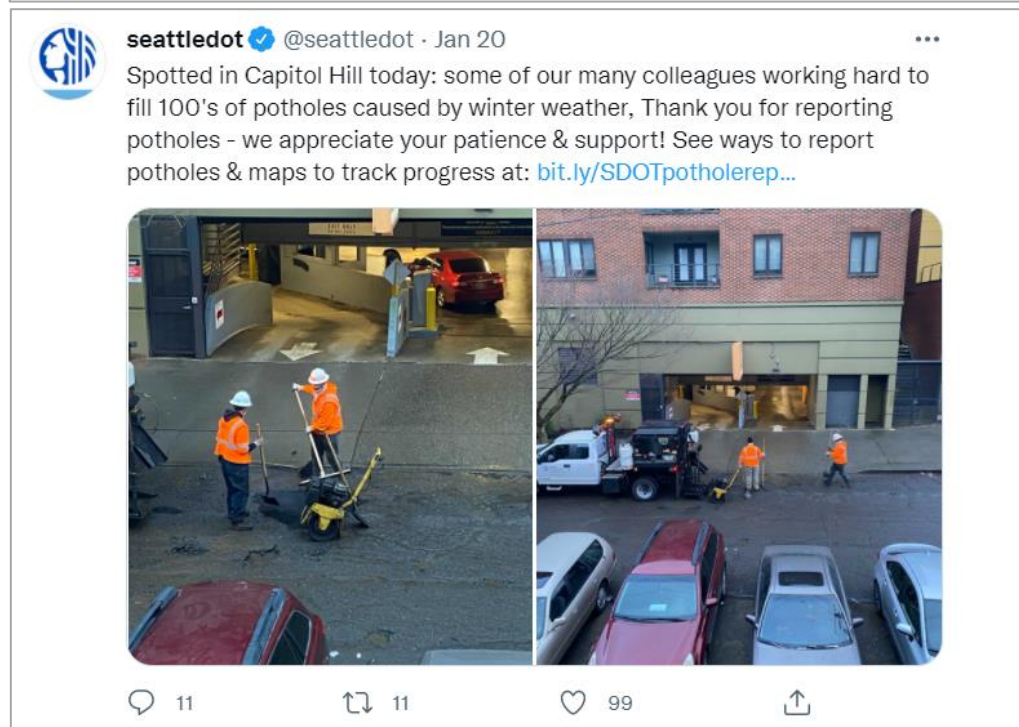 seattledot @seattledot · Jan 20
Spotted in Capitol Hill today: some of our many colleagues working hard to
fill 100's of potholes caused by winter weather, Thank you for reporting
potholes - we appreciate your patience & support! See ways to report
potholes & maps to track progress at: bit.ly/SDOTpotholerep...
11
11
99